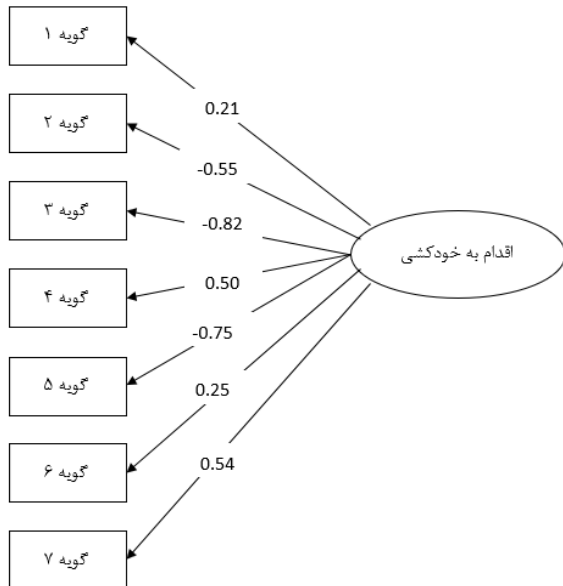 گویه ۱
0.21
گویه ۲
-0.55
گویه ۳
-0.82
اقدام به خودکشی
گویه ۴
0.50
گویه ۵
-0.75
گویه ۶
0.25
گویه ۷
0.54